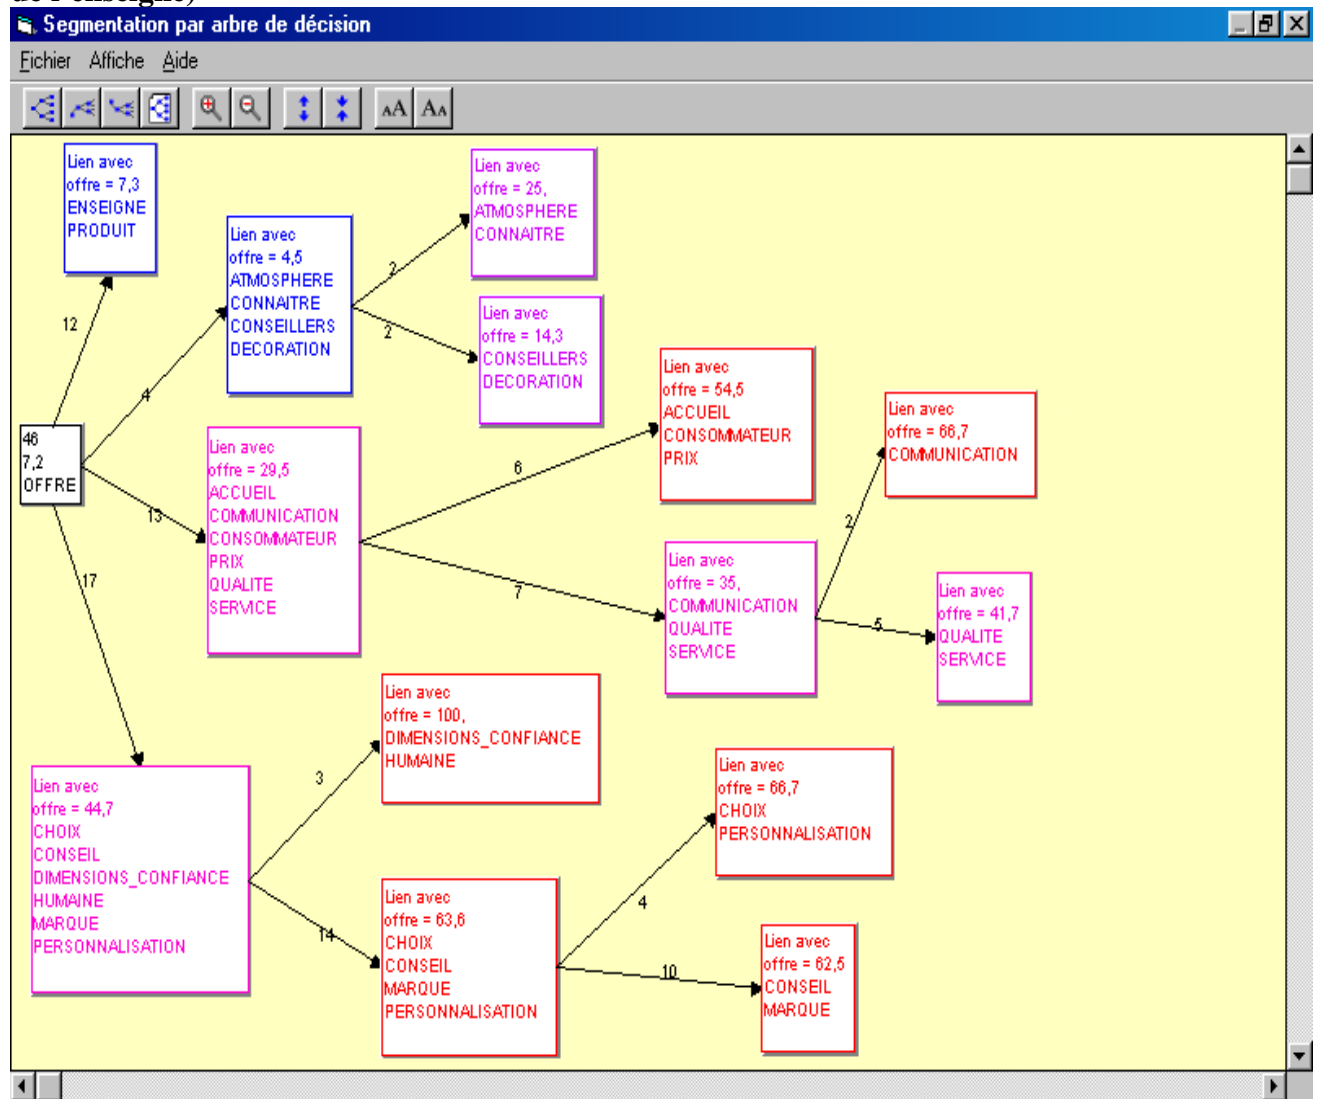 de l'enseigne)
Segmentation par arbre de décision
Fichier Affiche Aide
AA AA
Lien avec
offre = 7,3
ENSEIGNE
PRODUIT
Lien avec
offre = 4,5
ATMOSPHERE
CONNAITRE
CONSEILLERS
DECORATION
Lien avec
offre = 25,
ATMOSPHERE
CONNAITRE
Lien avec
offre = 14,3
CONSEILLERS
DECORATION
12
4
2
2
46
7,2
OFFRE
13
17
Lien avec
offre = 29,5
ACCUEIL
COMMUNICATION
CONSOMMATEUR
PRIX
QUALITE
SERVICE
6
7
Lien avec
offre = 54,5
ACCUEIL
CONSOMMATEUR
PRIX
Lien avec
offre = 35,
COMMUNICATION
QUALITE
SERVICE
2
5
Lien avec
offre = 66,7
COMMUNICATION
Lien avec
offre = 41,7
QUALITE
SERVICE
Lien avec
offre = 44,7
CHOIX
CONSEIL
DIMENSIONS_CONFIANCE
HUMAINE
MARQUE
PERSONNALISATION
3
14
Lien avec
offre = 100,
DIMENSIONS_CONFIANCE
HUMAINE
Lien avec
offre = 63,6
CHOIX
CONSEIL
MARQUE
PERSONNALISATION
4
10
Lien avec
offre = 66,7
CHOIX
PERSONNALISATION
Lien avec
offre = 62,5
CONSEIL
MARQUE